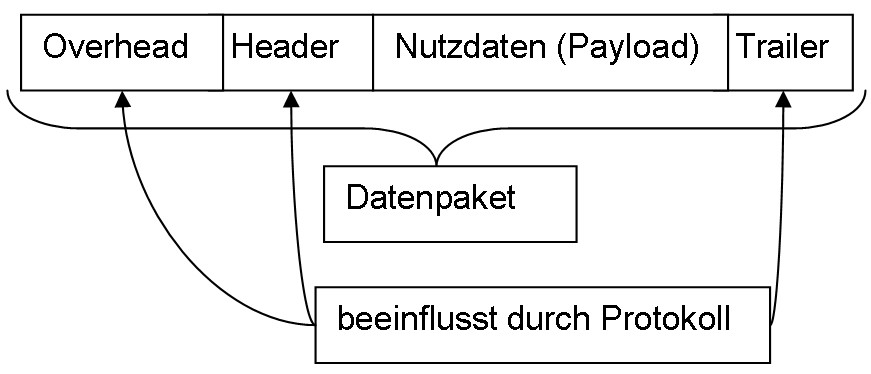 Overhead Header Nutzdaten (Payload) Trailer
Datenpaket
beeinflusst durch Protokoll